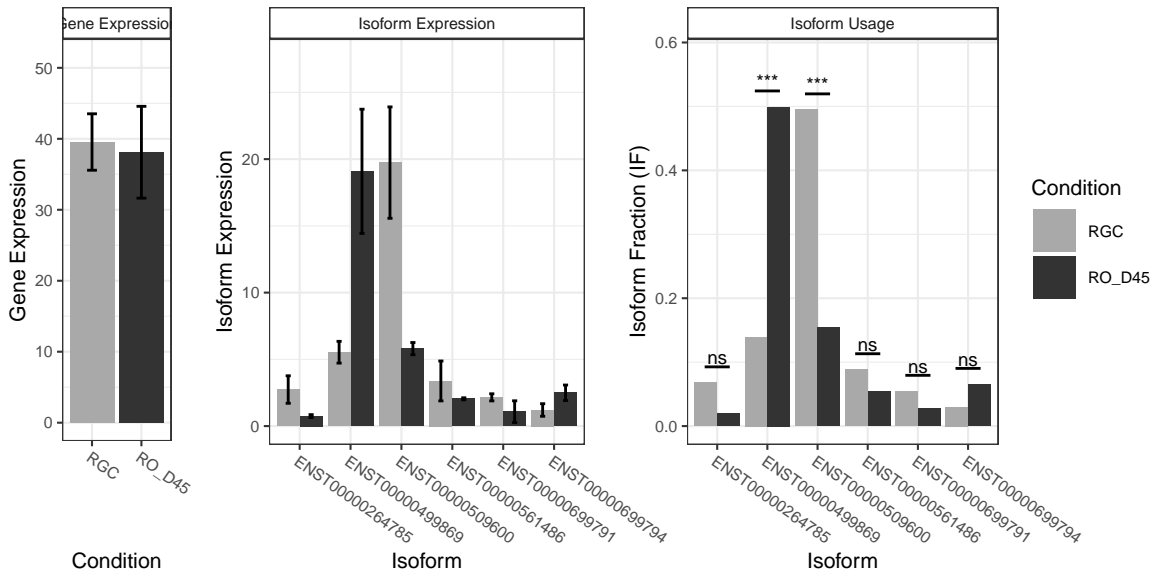 Gene Expression
Gene Expression
50
40
30
20
10
0
RGC
RO_D45
Condition
Isoform Expression
Isoform Expression
20
10
0
ENST00000264785
ENST00000499869
ENST00000509600
ENST00000561486
ENST00000699791
ENST00000699794
Isoform
Isoform Usage
Isoform Fraction (IF)
0.6
0.4
0.2
0.0
ns
***
***
ns
ns
ns
ENST00000264785
ENST00000499869
ENST00000509600
ENST00000561486
ENST00000699791
ENST00000699794
Isoform
Condition
RGC
RO_D45